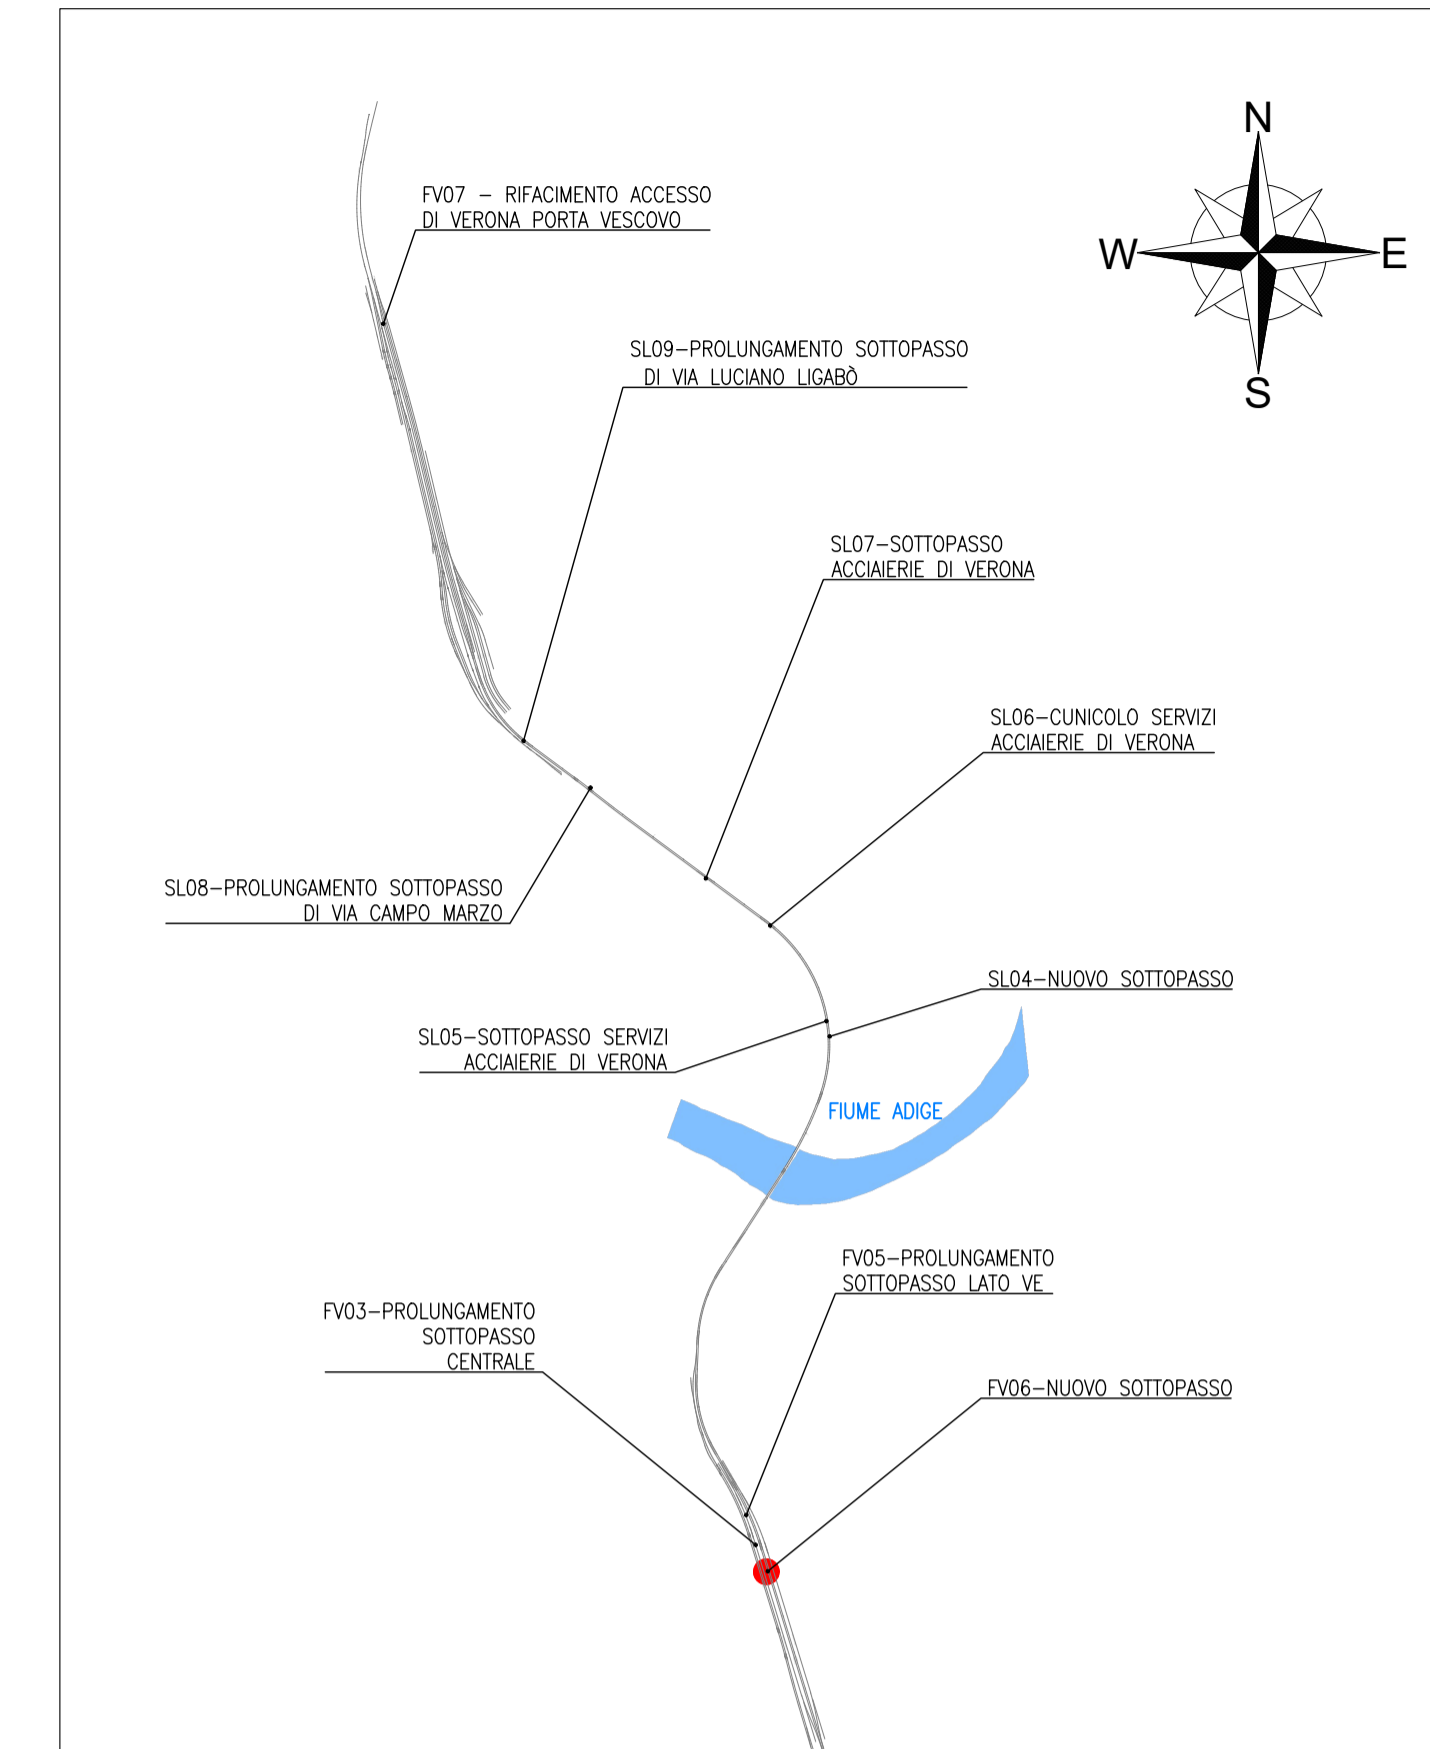 N
W
E
S
FV07 – RIFACIMENTO ACCESSO
DI VERONA PORTA VESCOVO
SL09–PROLUNGAMENTO SOTTOPASSO
DI VIA LUCIANO LIGABÒ
SL07–SOTTOPASSO
ACCIAIERIE DI VERONA
SL06–CUNICOLO SERVIZI
ACCIAIERIE DI VERONA
SL08–PROLUNGAMENTO SOTTOPASSO
DI VIA CAMPO MARZO
SL04–NUOVO SOTTOPASSO
SL05–SOTTOPASSO SERVIZI
ACCIAIERIE DI VERONA
FIUME ADIGE
FV05–PROLUNGAMENTO
SOTTOPASSO LATO VE
FV03–PROLUNGAMENTO
SOTTOPASSO
CENTRALE
FV06–NUOVO SOTTOPASSO